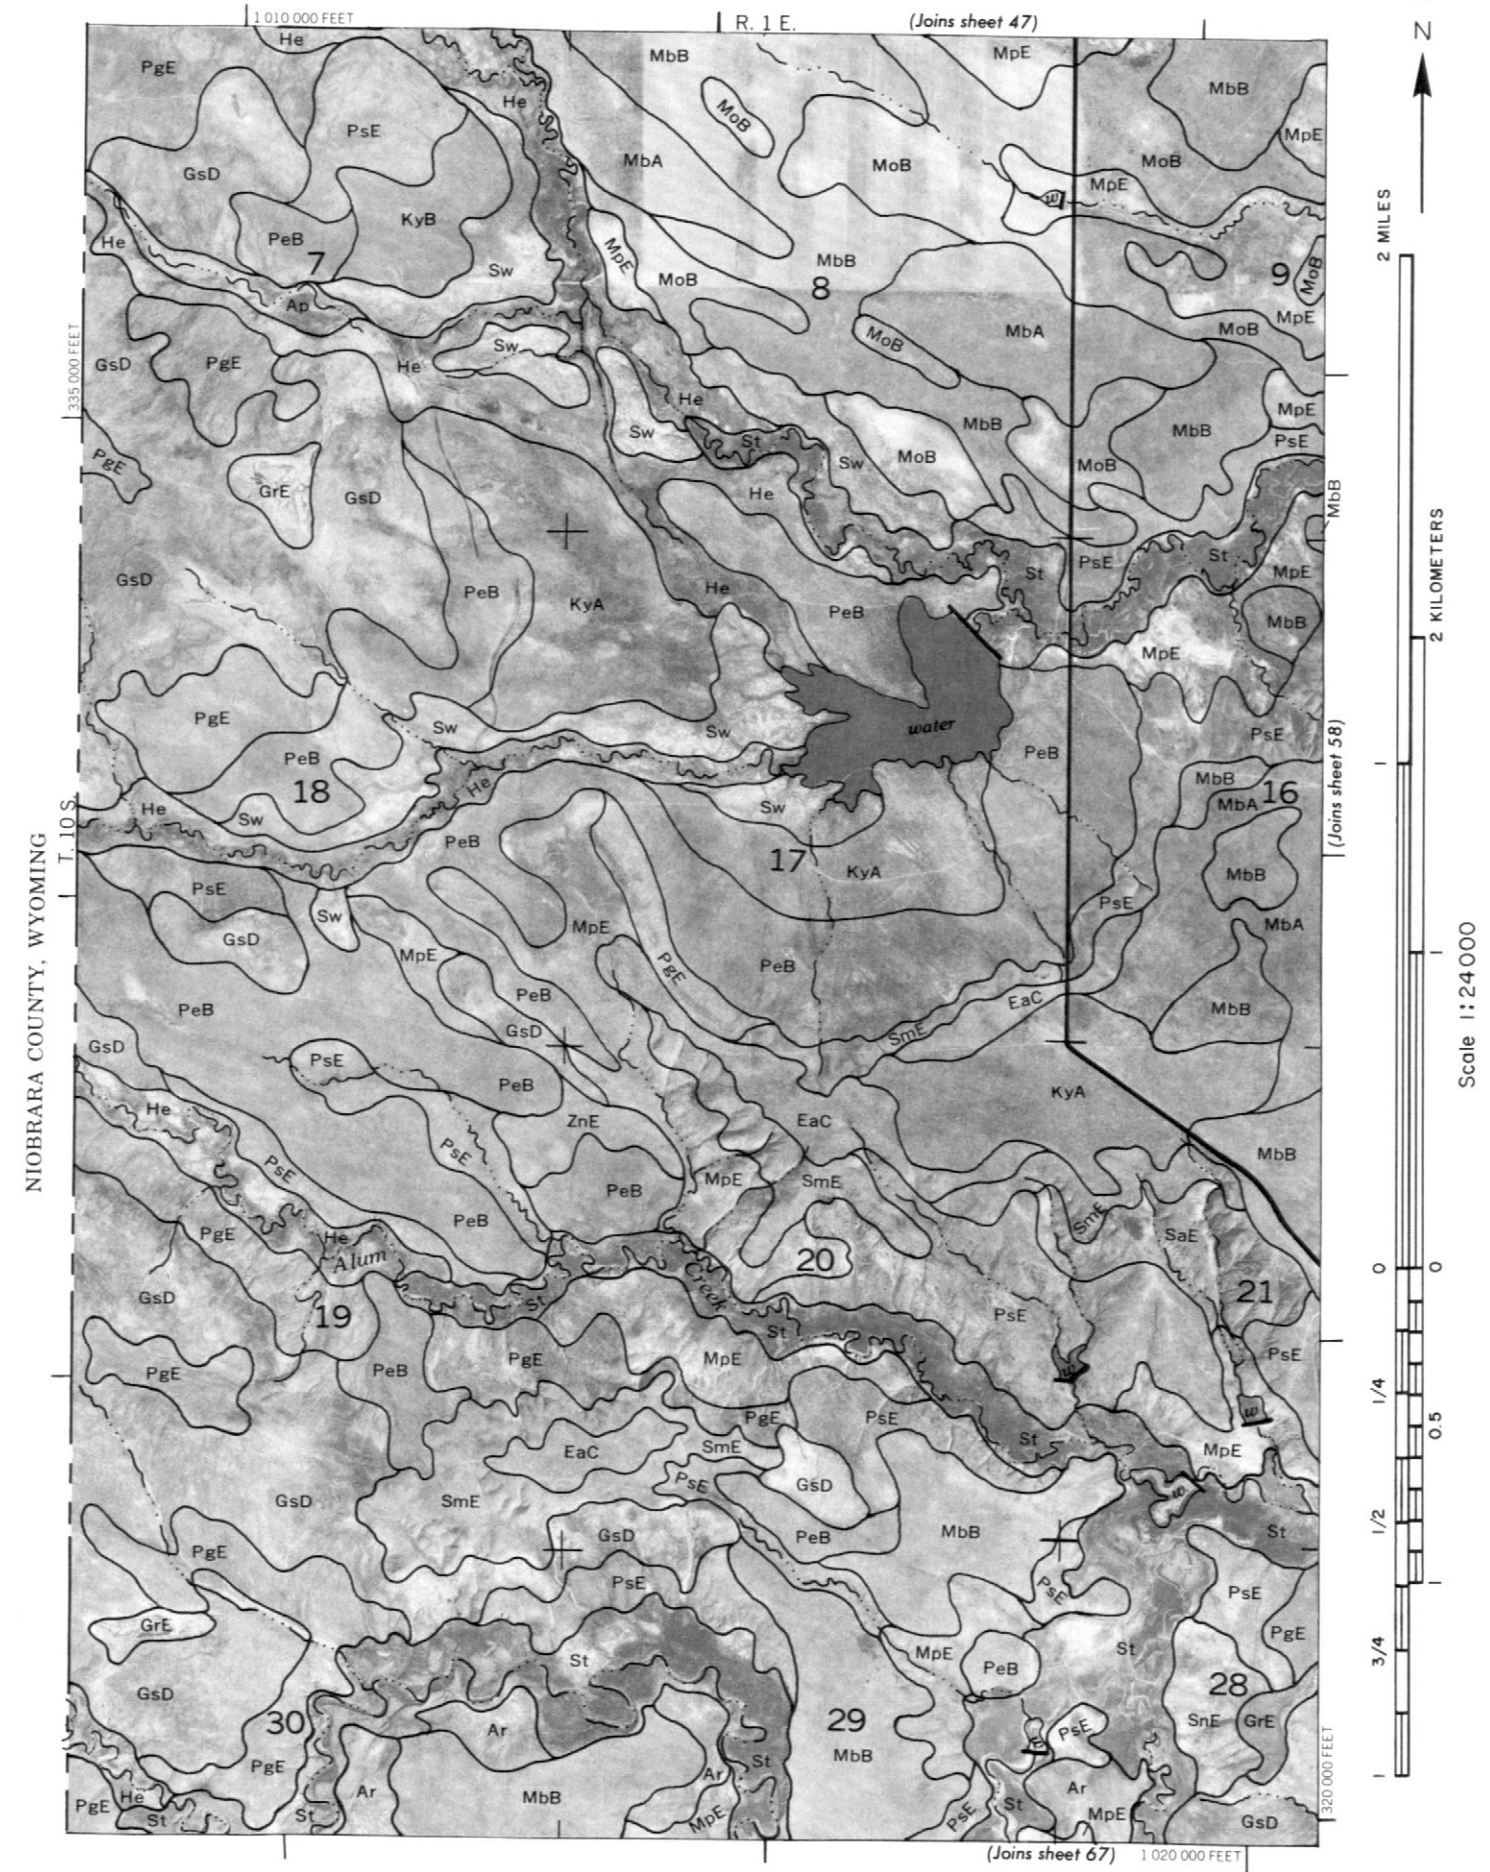 1 010 000 FEET
R. 1 E.
(Joins sheet 47)
N
He
MbB
MpE
PgE
MbB
He
MoB
PsE
MpE
MbA
MoB
MoB
GsD
MpE
w
KyB
PeB
He
7
Sw
MpE
MbB
MoB
8
9
MoB
Ap
MpE
MoB
MbA
MoB
Sw
GsD
PgE
He
335 000 FEET
He
MpE
MbB
MbB
Sw
St
PsE
MoB
Sw
MoB
PgE
GrE
GsD
He
MbB
St
PsE
St
MpE
GsD
PeB
KyA
He
PeB
MbB
MpE
PgE
Sw
Sw
water
PsE
PeB
PeB
MbB
18
He
MbA
16
Sw
He
Sw
T. 10 S.
PeB
17
KyA
MbB
PsE
Sw
PsE
MbA
GsD
MpE
MpE
PgE
PeB
PeB
EaC
MbB
PeB
GsD
SmE
GsD
PsE
PeB
KyA
He
ZnE
EaC
PsE
PsE
MbB
MpE
SmE
PeB
PeB
SmE
PgE
He
SaE
Alum
20
Creek
21
GsD
St
19
PsE
St
PgE
PeB
PgE
MpE
w
PsE
PgE
PsE
w
EaC
SmE
St
MpE
PsE
GsD
w
GsD
SmE
GsD
PeB
MbB
St
PgE
PsE
PsE
PsE
GrE
PgE
St
MpE
St
PeB
GsD
28
30
Ar
29
w
PsE
SnE
GrE
PgE
MbB
St
Ar
Ar
MbB
Ar
He
PgE
MpE
PsE
St
MpE
St
St
GsD
(Joins sheet 67)
1 020 000 FEET
320 000 FEET
NIOBRARA COUNTY, WYOMING
(Joins sheet 58)
2 MILES
1
0
1/4
1/2
3/4
1
2 KILOMETERS
1
0
0.5
1
Scale 1:24000